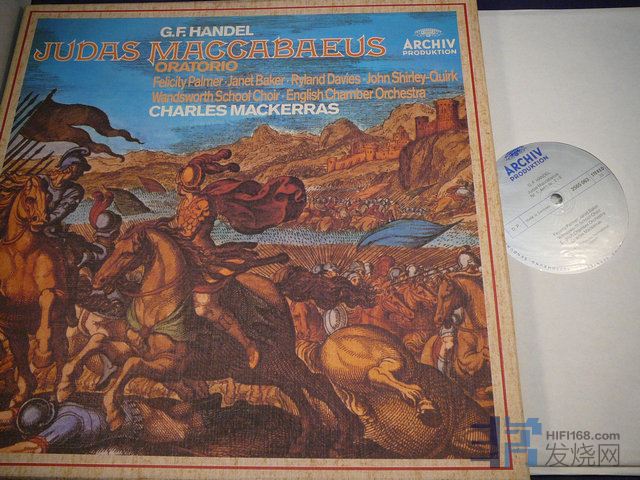 G.F. HANDEL
JUDAS MACCABAEUS
ORATORIO
Felicity Palmer · Janet Baker · Ryland Davies · John Shirley-Quirk
Wandsworth School Choir · English Chamber Orchestra
CHARLES MACKERRAS
ARCHIV
PRODUKTION
ARCHIV
PRODUKTION
HIFI168.com
发烧网